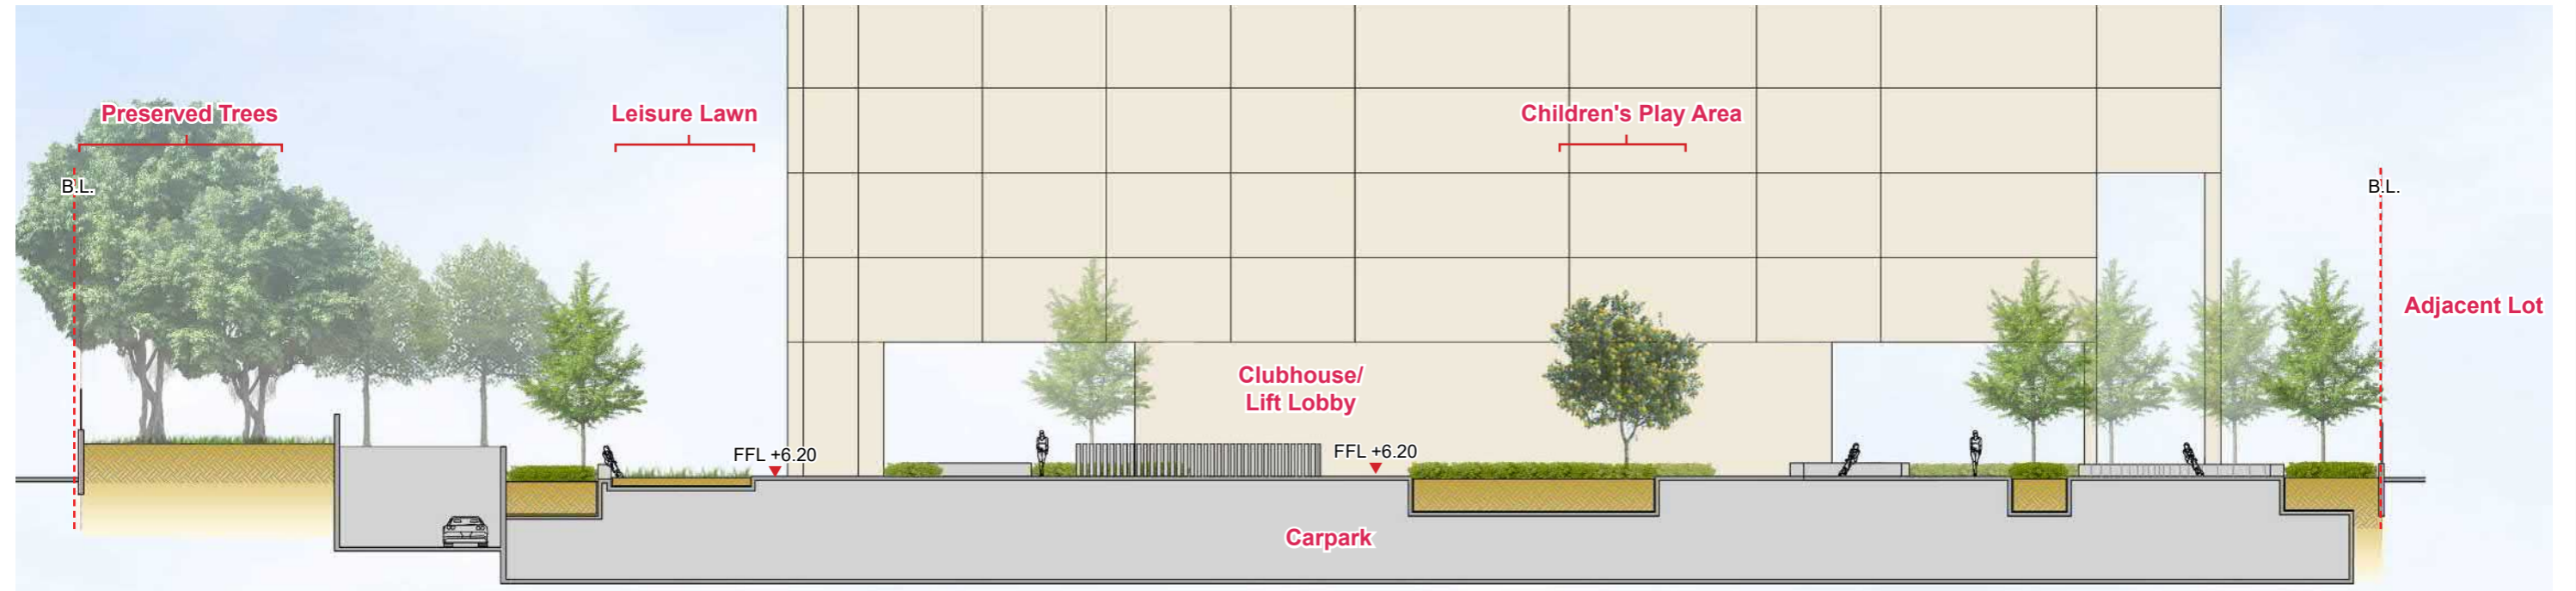 Preserved Trees
Leisure Lawn
Children's Play Area
B.L.
B.L.
Adjacent Lot
Clubhouse/
Lift Lobby
FFL +6.20
FFL +6.20
Carpark